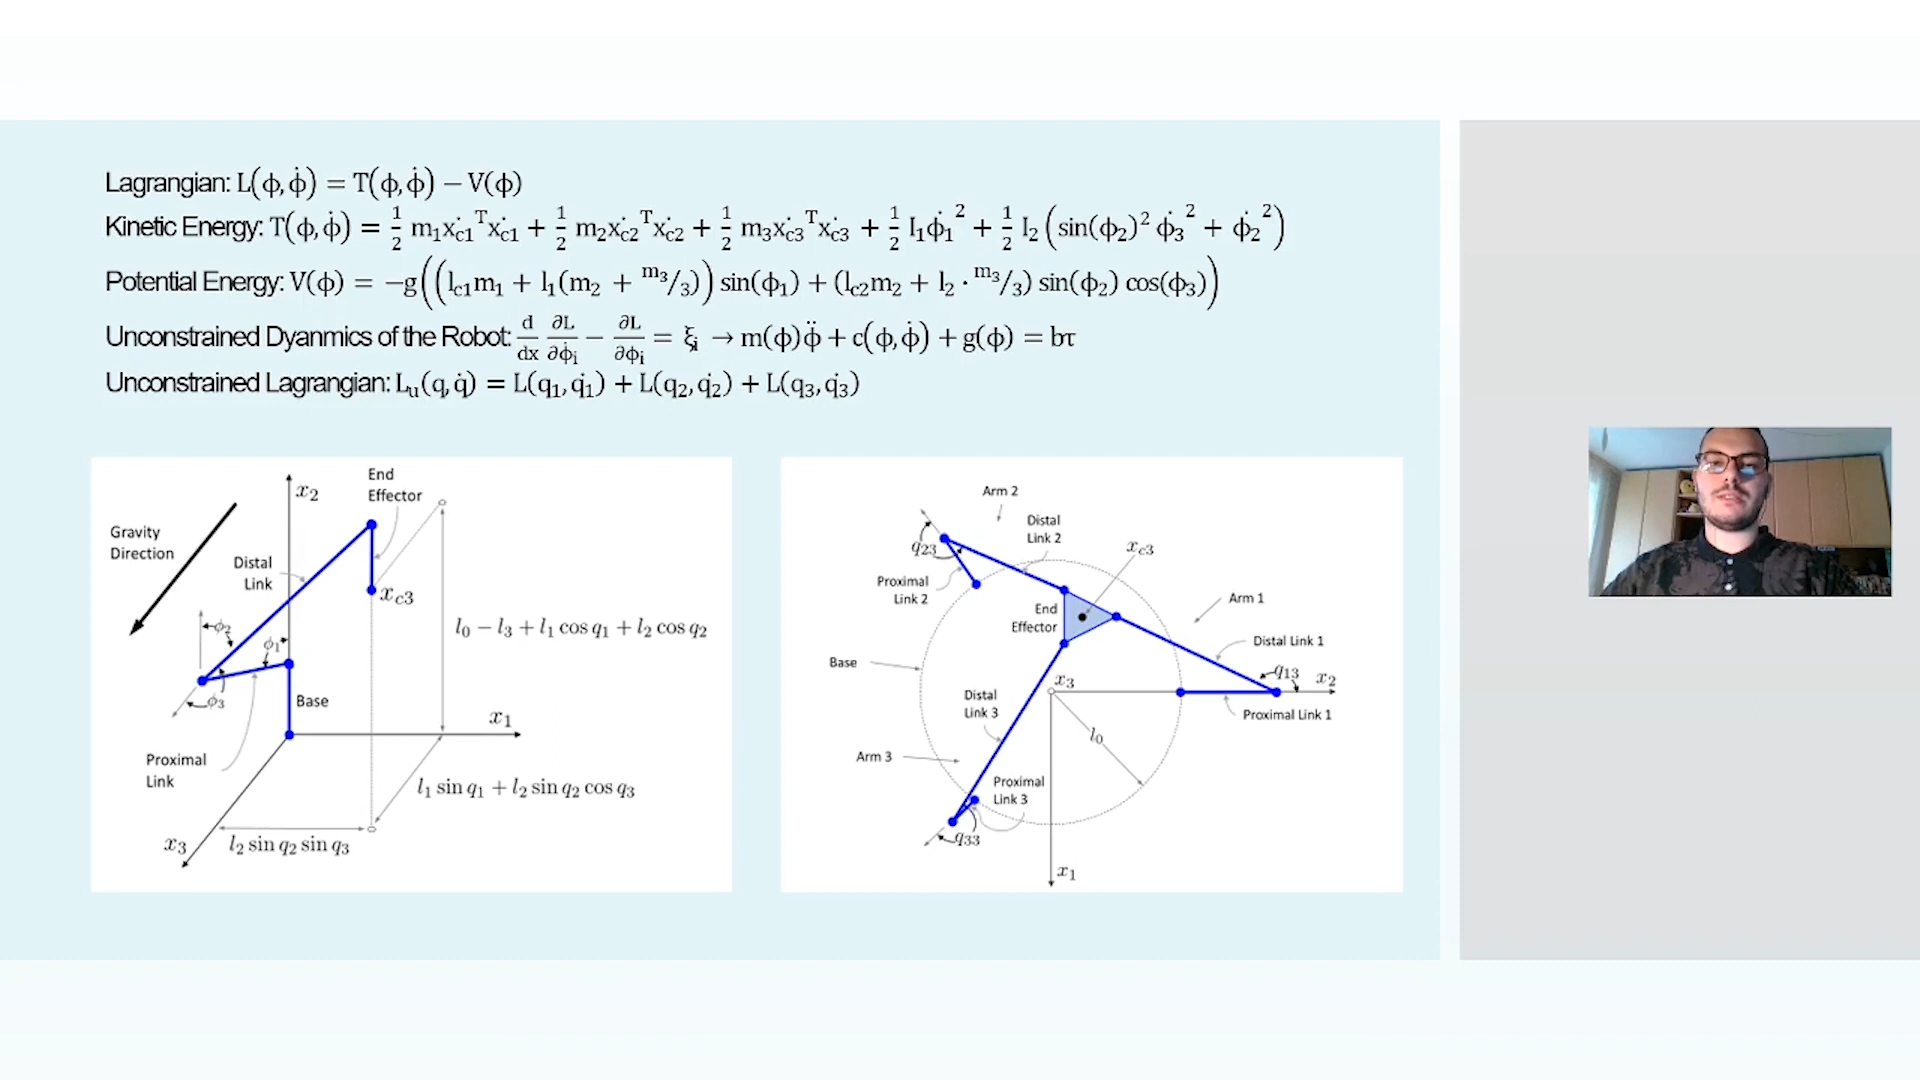 Lagrangian: L(ϕ, ϕ̇) = T(ϕ, ϕ̇) − V(ϕ)
Kinetic Energy: T(ϕ, ϕ̇) = 1/2 m₁ẋc1ᵀẋc1 + 1/2 m₂ẋc2ᵀẋc2 + 1/2 m₃ẋc3ᵀẋc3 + 1/2 I₁ϕ̇₁² + 1/2 I₂(sin(ϕ₂)² ϕ̇₃² + ϕ̇₂²)
Potential Energy: V(ϕ) = −g((lc1m₁ + l₁(m₂ + m₃/3)) sin(ϕ₁) + (lc2m₂ + l₂ · m₃/3) sin(ϕ₂) cos(ϕ₃))
Unconstrained Dyanmics of the Robot: d/dx ∂L/∂ϕ̇ᵢ − ∂L/∂ϕᵢ = ξᵢ → m(ϕ)ϕ̈ + c(ϕ, ϕ̇) + g(ϕ) = bτ
Unconstrained Lagrangian: Lᵤ(q, q̇) = L(q₁, q̇₁) + L(q₂, q̇₂) + L(q₃, q̇₃)
End
Effector
x₂
Gravity
Direction
Distal
Link
xc3
l₀ − l₃ + l₁ cos q₁ + l₂ cos q₂
ϕ₂
ϕ₁
ϕ₃
Base
x₁
Proximal
Link
l₁ sin q₁ + l₂ sin q₂ cos q₃
x₃
l₂ sin q₂ sin q₃
Arm 2
Distal
Link 2
q23
xc3
Proximal
Link 2
End
Effector
Arm 1
Distal Link 1
Base
q13
x₂
x₃
Distal
Link 3
Proximal Link 1
l₀
Arm 3
Proximal
Link 3
q33
x₁